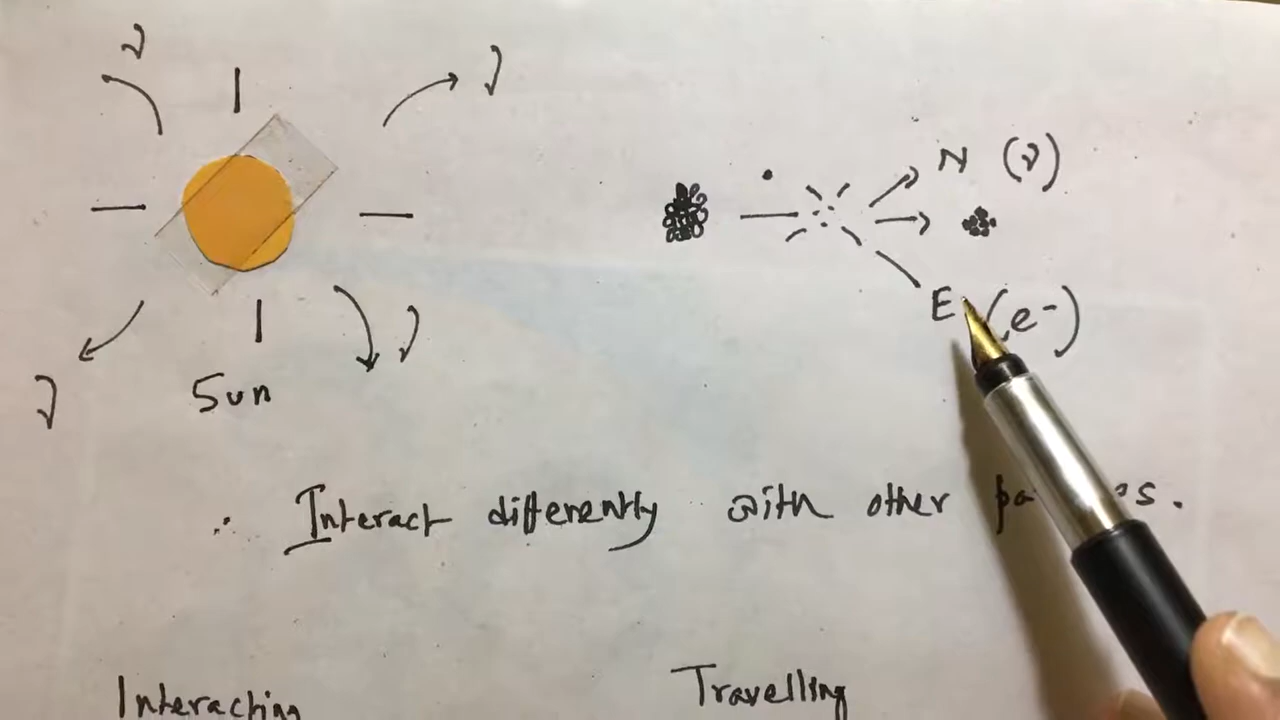 ν
ν
N (ν)
E (e-)
ν
ν
Sun
∴ Interact differently with other
Interacting
Travelling